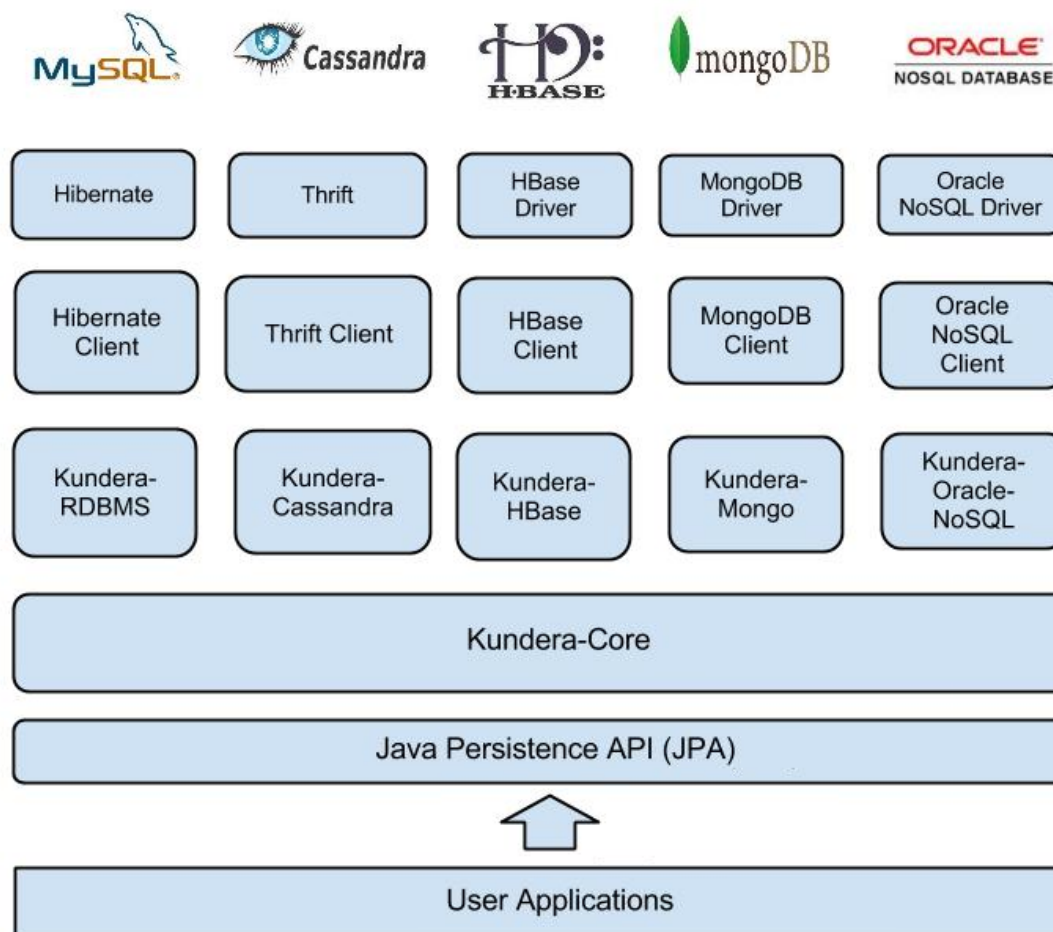 MySQL®
Cassandra
HBASE
mongoDB
ORACLE®
NOSQL DATABASE
Hibernate
Thrift
HBase
Driver
MongoDB
Driver
Oracle
NoSQL Driver
Hibernate
Client
Thrift Client
HBase
Client
MongoDB
Client
Oracle
NoSQL
Client
Kundera-
RDBMS
Kundera-
Cassandra
Kundera-
HBase
Kundera-
Mongo
Kundera-
Oracle-
NoSQL
Kundera-Core
Java Persistence API (JPA)
User Applications